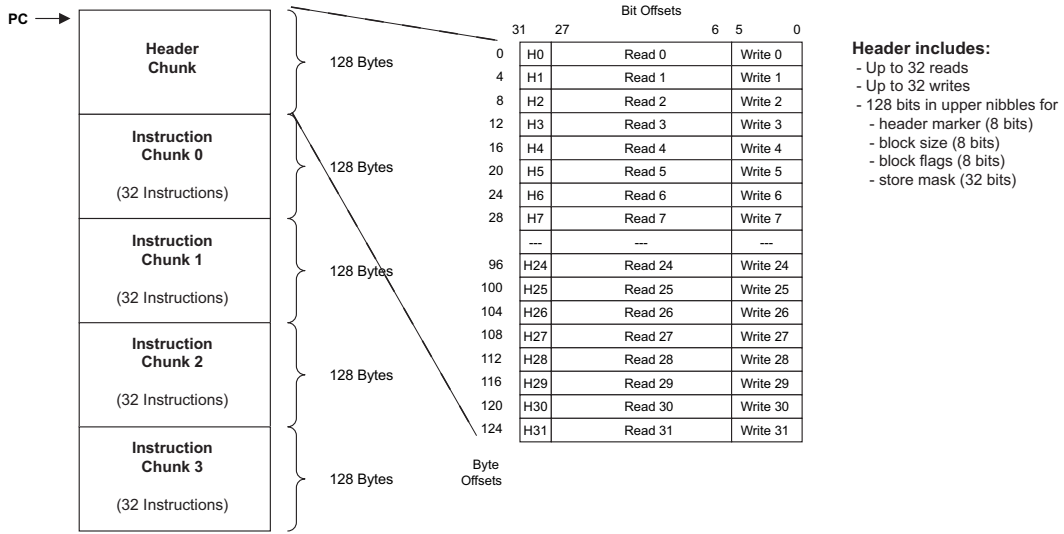 PC
Header
Chunk
128 Bytes
Instruction
Chunk 0
(32 Instructions)
128 Bytes
Instruction
Chunk 1
(32 Instructions)
128 Bytes
Instruction
Chunk 2
(32 Instructions)
128 Bytes
Instruction
Chunk 3
(32 Instructions)
128 Bytes
Bit Offsets
31 27 6 5 0
0 H0 Read 0 Write 0
4 H1 Read 1 Write 1
8 H2 Read 2 Write 2
12 H3 Read 3 Write 3
16 H4 Read 4 Write 4
20 H5 Read 5 Write 5
24 H6 Read 6 Write 6
28 H7 Read 7 Write 7
--- --- ---
96 H24 Read 24 Write 24
100 H25 Read 25 Write 25
104 H26 Read 26 Write 26
108 H27 Read 27 Write 27
112 H28 Read 28 Write 28
116 H29 Read 29 Write 29
120 H30 Read 30 Write 30
124 H31 Read 31 Write 31
Byte
Offsets
Header includes:
- Up to 32 reads
- Up to 32 writes
- 128 bits in upper nibbles for
- header marker (8 bits)
- block size (8 bits)
- block flags (8 bits)
- store mask (32 bits)